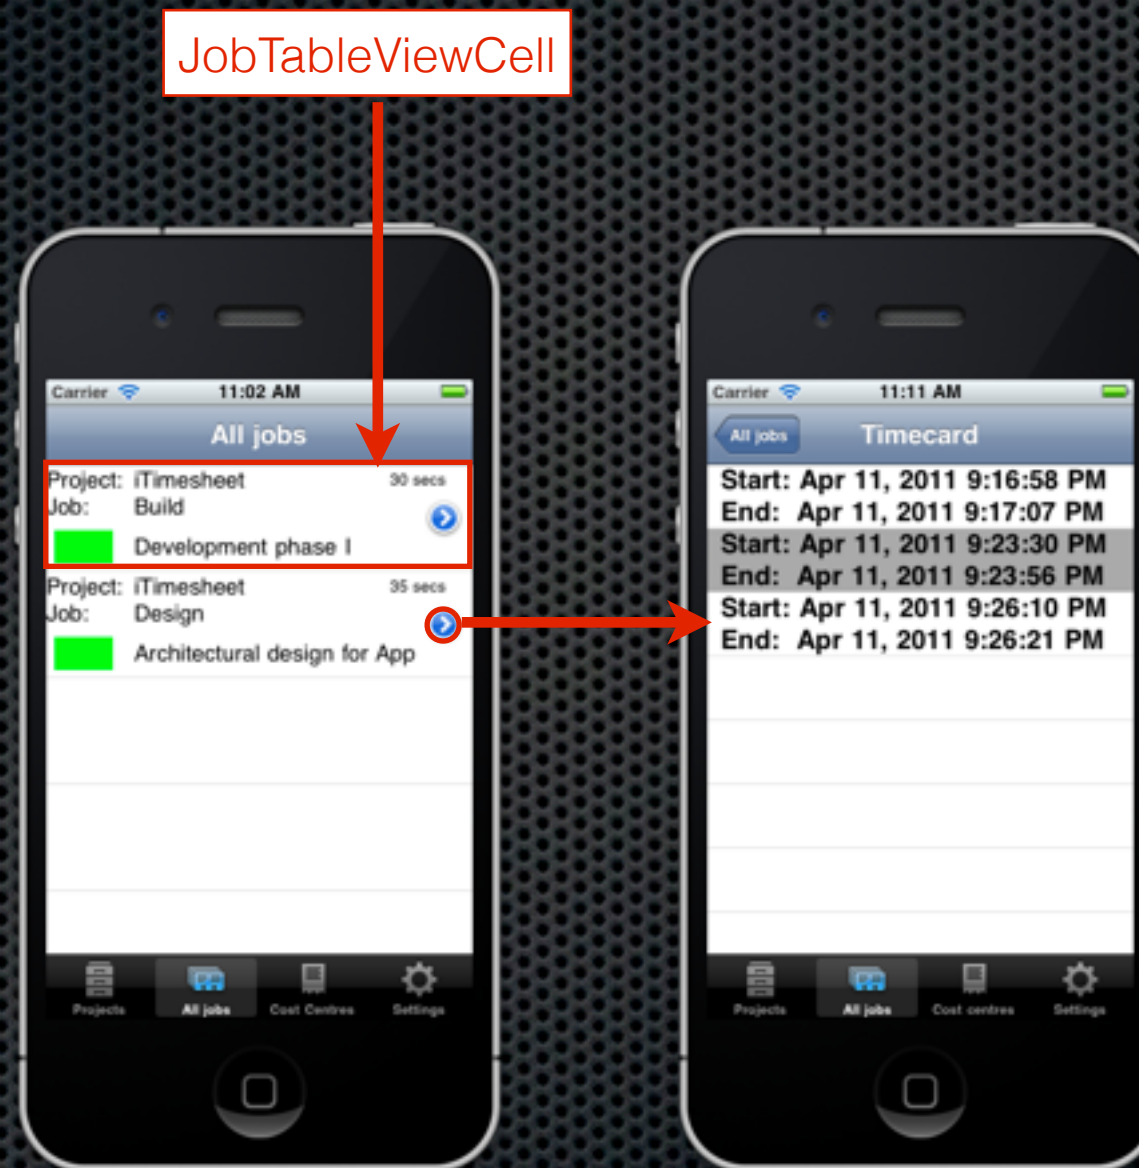 JobTableViewCell
Carrier 11:02 AM
All jobs
Project: iTimesheet 30 secs
Job: Build
Development phase I
Project: iTimesheet 35 secs
Job: Design
Architectural design for App
Projects All jobs Cost Centres Settings
Carrier 11:11 AM
All jobs Timecard
Start: Apr 11, 2011 9:16:58 PM
End: Apr 11, 2011 9:17:07 PM
Start: Apr 11, 2011 9:23:30 PM
End: Apr 11, 2011 9:23:56 PM
Start: Apr 11, 2011 9:26:10 PM
End: Apr 11, 2011 9:26:21 PM
Projects All jobs Cost centres Settings